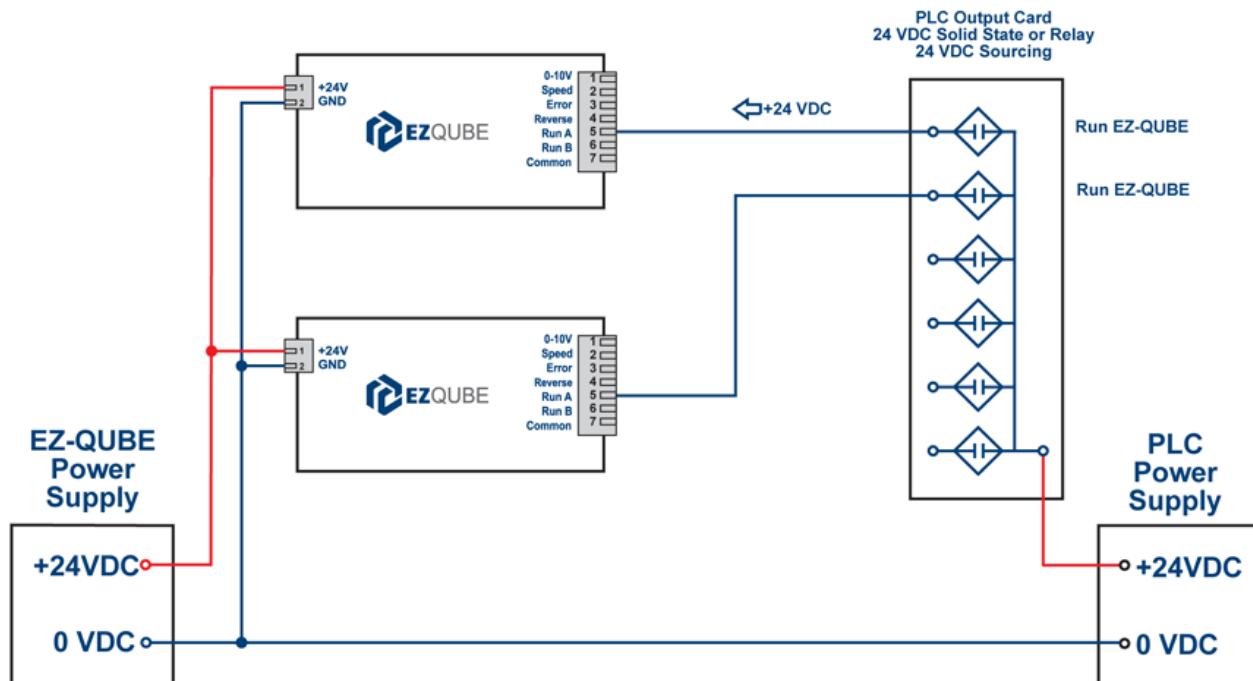 PLC Output Card
24 VDC Solid State or Relay
24 VDC Sourcing
1
2
+24V
GND
EZQUBE
0-10V
Speed
Error
Reverse
Run A
Run B
Common
1
2
3
4
5
6
7
+24 VDC
Run EZ-QUBE
Run EZ-QUBE
1
2
+24V
GND
EZQUBE
0-10V
Speed
Error
Reverse
Run A
Run B
Common
1
2
3
4
5
6
7
EZ-QUBE
Power
Supply
+24VDC
0 VDC
PLC
Power
Supply
+24VDC
0 VDC